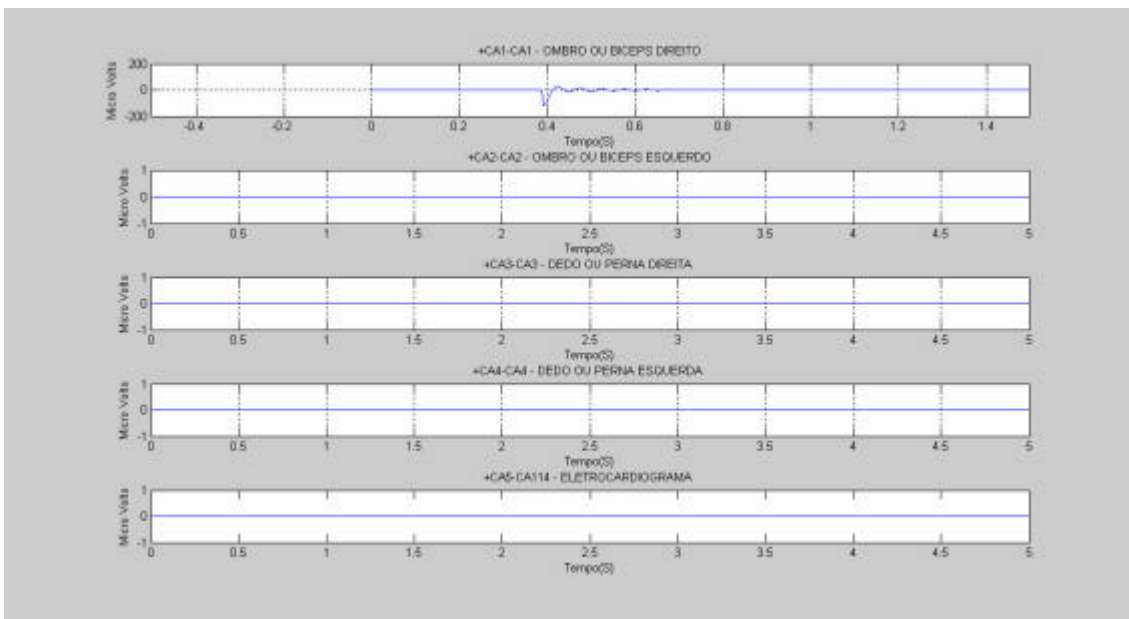 +CA1-CA1 - OMBRO OU BICEPS DIREITO
Micro Volts
200
0
-200
-0.4 -0.2 0 0.2 0.4 0.6 0.8 1 1.2 1.4
Tempo(S)
+CA2-CA2 - OMBRO OU BICEPS ESQUERDO
Micro Volts
1
0
-1
0 0.5 1 1.5 2 2.5 3 3.5 4 4.5 5
Tempo(S)
+CA3-CA3 - DEDO OU PERNA DIREITA
Micro Volts
1
0
-1
0 0.5 1 1.5 2 2.5 3 3.5 4 4.5 5
Tempo(S)
+CA4-CA4 - DEDO OU PERNA ESQUERDA
Micro Volts
1
0
-1
0 0.5 1 1.5 2 2.5 3 3.5 4 4.5 5
Tempo(S)
+CA5-CA114 - ELETROCARDIOGRAMA
Micro Volts
1
0
-1
0 0.5 1 1.5 2 2.5 3 3.5 4 4.5 5
Tempo(S)